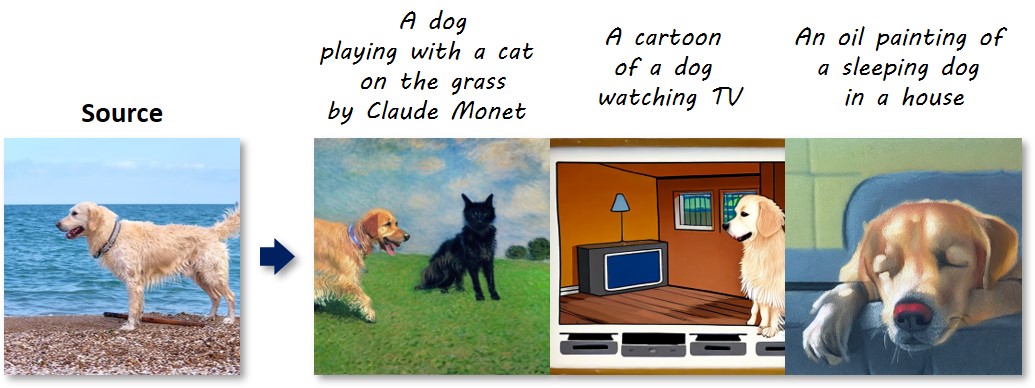 Source
A dog
playing with a cat
on the grass
by Claude Monet
A cartoon
of a dog
watching TV
An oil painting of
a sleeping dog
in a house